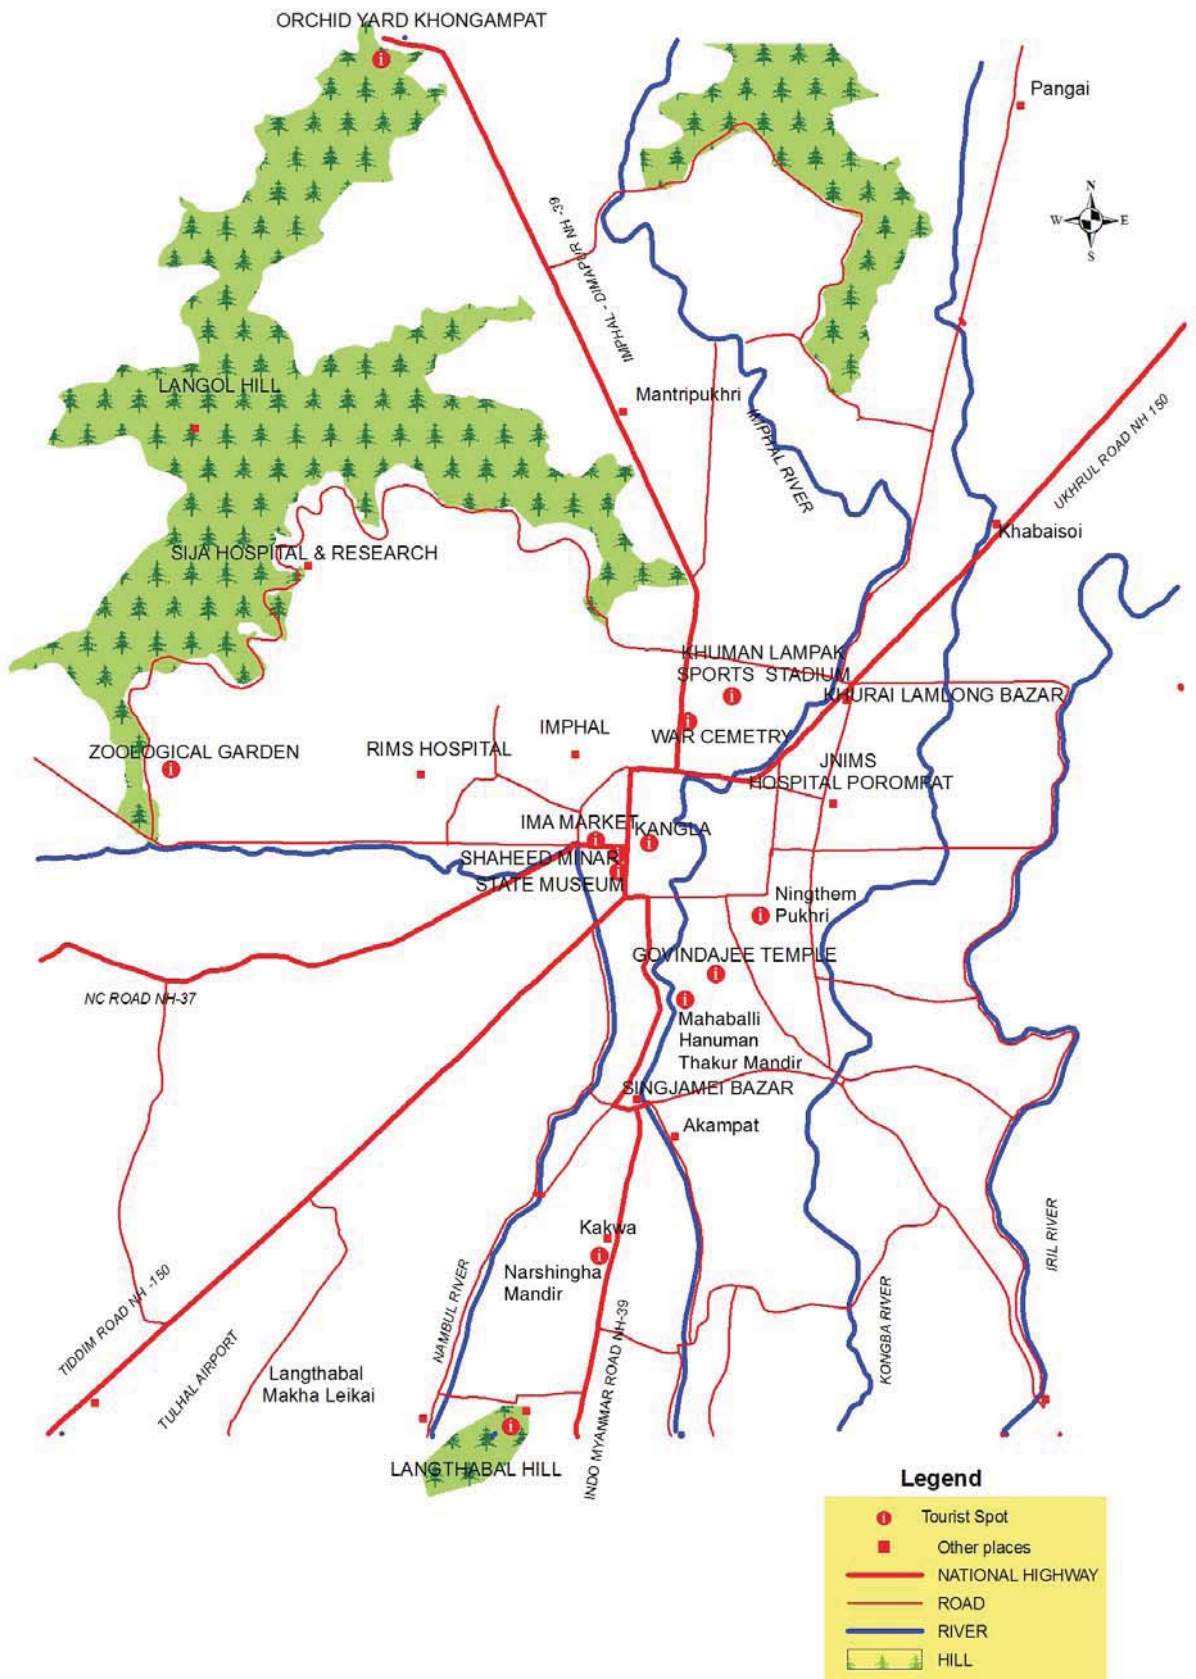 ORCHID YARD KHONGAMPAT
Pangai
N
W E
S
IMPHAL - DIMAPUR NH -39
LANGOL HILL
Mantripukhri
IMPHAL RIVER
UKHRUL ROAD NH 150
Khabaisoi
SIJA HOSPITAL & RESEARCH
KHUMAN LAMPAK
SPORTS STADIUM
KHURAI LAMLONG BAZAR
WAR CEMETRY
IMPHAL
RIMS HOSPITAL
ZOOLOGICAL GARDEN
JNIMS
HOSPITAL POROMPAT
IMA MARKET
KANGLA
SHAHEED MINAR
STATE MUSEUM
Ningthem
Pukhri
GOVINDAJEE TEMPLE
NC ROAD NH-37
Mahaballi
Hanuman
Thakur Mandir
SINGJAMEI BAZAR
Akampat
Kakwa
Narshingha
Mandir
IRIL RIVER
KONGBA RIVER
NAMBUL RIVER
TIDDIM ROAD NH -150
TULHAL AIRPORT
Langthabal
Makha Leikai
INDO MYANMAR ROAD NH-39
LANGTHABAL HILL
Legend
i Tourist Spot
Other places
NATIONAL HIGHWAY
ROAD
RIVER
HILL